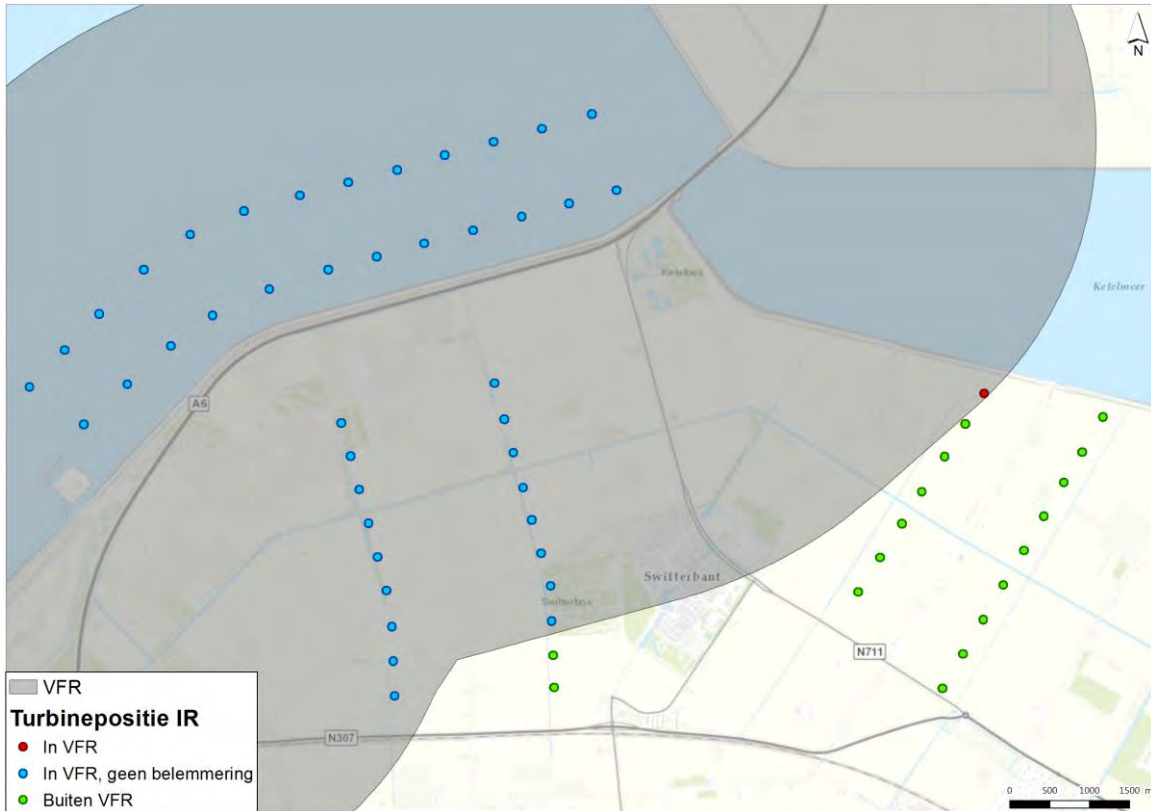 N
Ketelbos
Ketelmeer
A6
Swifterbant
Swifterbos
N711
N307
VFR
Turbinepositie IR
In VFR
In VFR, geen belemmering
Buiten VFR
0 500 1000 1500 m